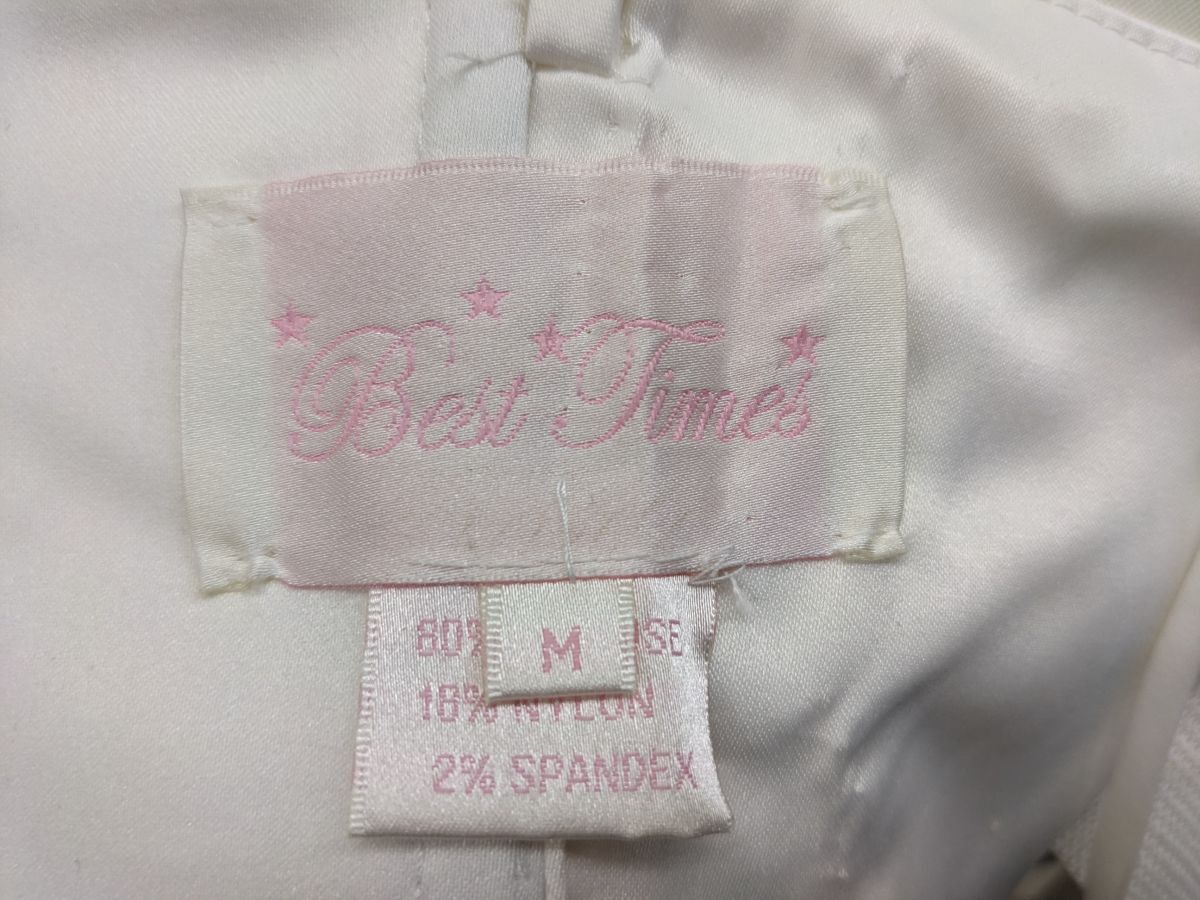 Best Times
M
80%
18% NYLON
2% SPANDEX